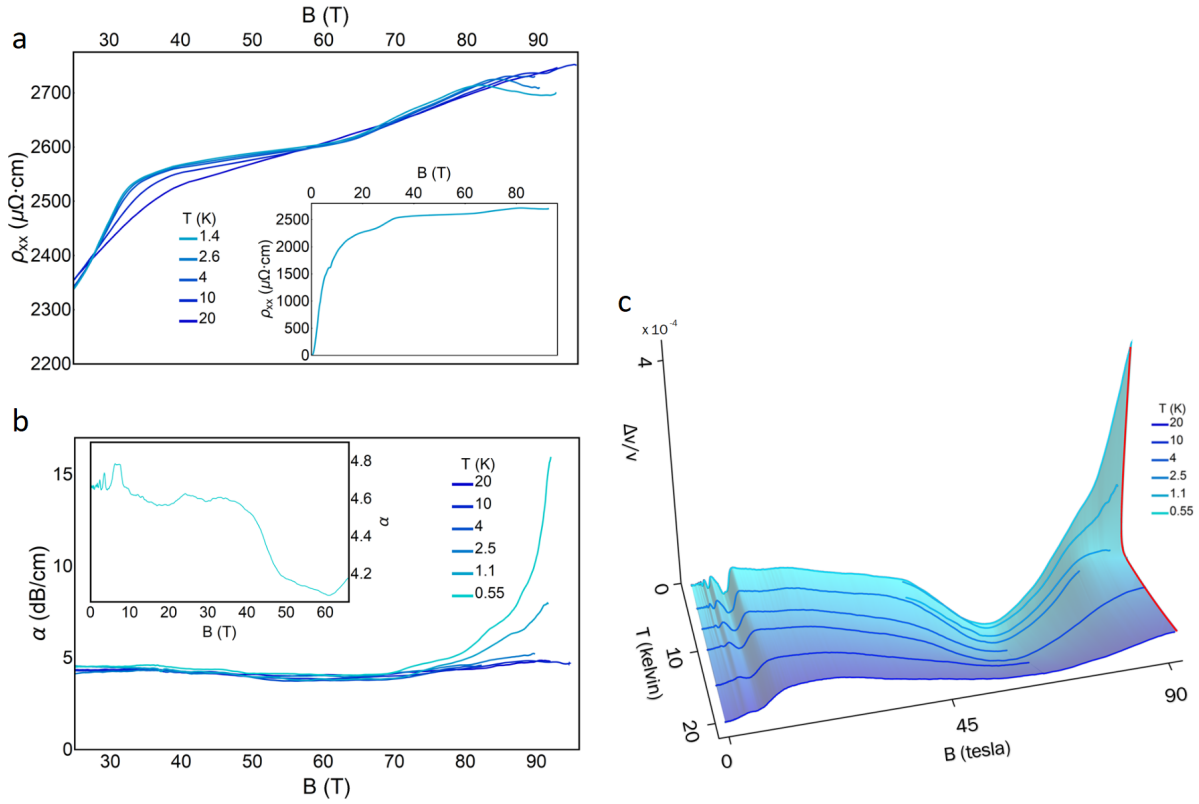 a
B (T)
30 40 50 60 70 80 90
2700
2600
2500
2400
2300
2200
ρxx (μΩ·cm)
T (K)
1.4
2.6
4
10
20
B (T)
0 20 40 60 80
2500
2000
1500
1000
500
0
ρxx (μΩ·cm)
b
15
10
5
0
α (dB/cm)
4.8
4.6
4.4
4.2
α
0 10 20 30 40 50 60
B (T)
T (K)
20
10
4
2.5
1.1
0.55
30 40 50 60 70 80 90
B (T)
c
x 10⁻⁴
4
Δv/v
T (K)
20
10
4
2.5
1.1
0.55
0
10
20
T (kelvin)
0
45
90
B (tesla)